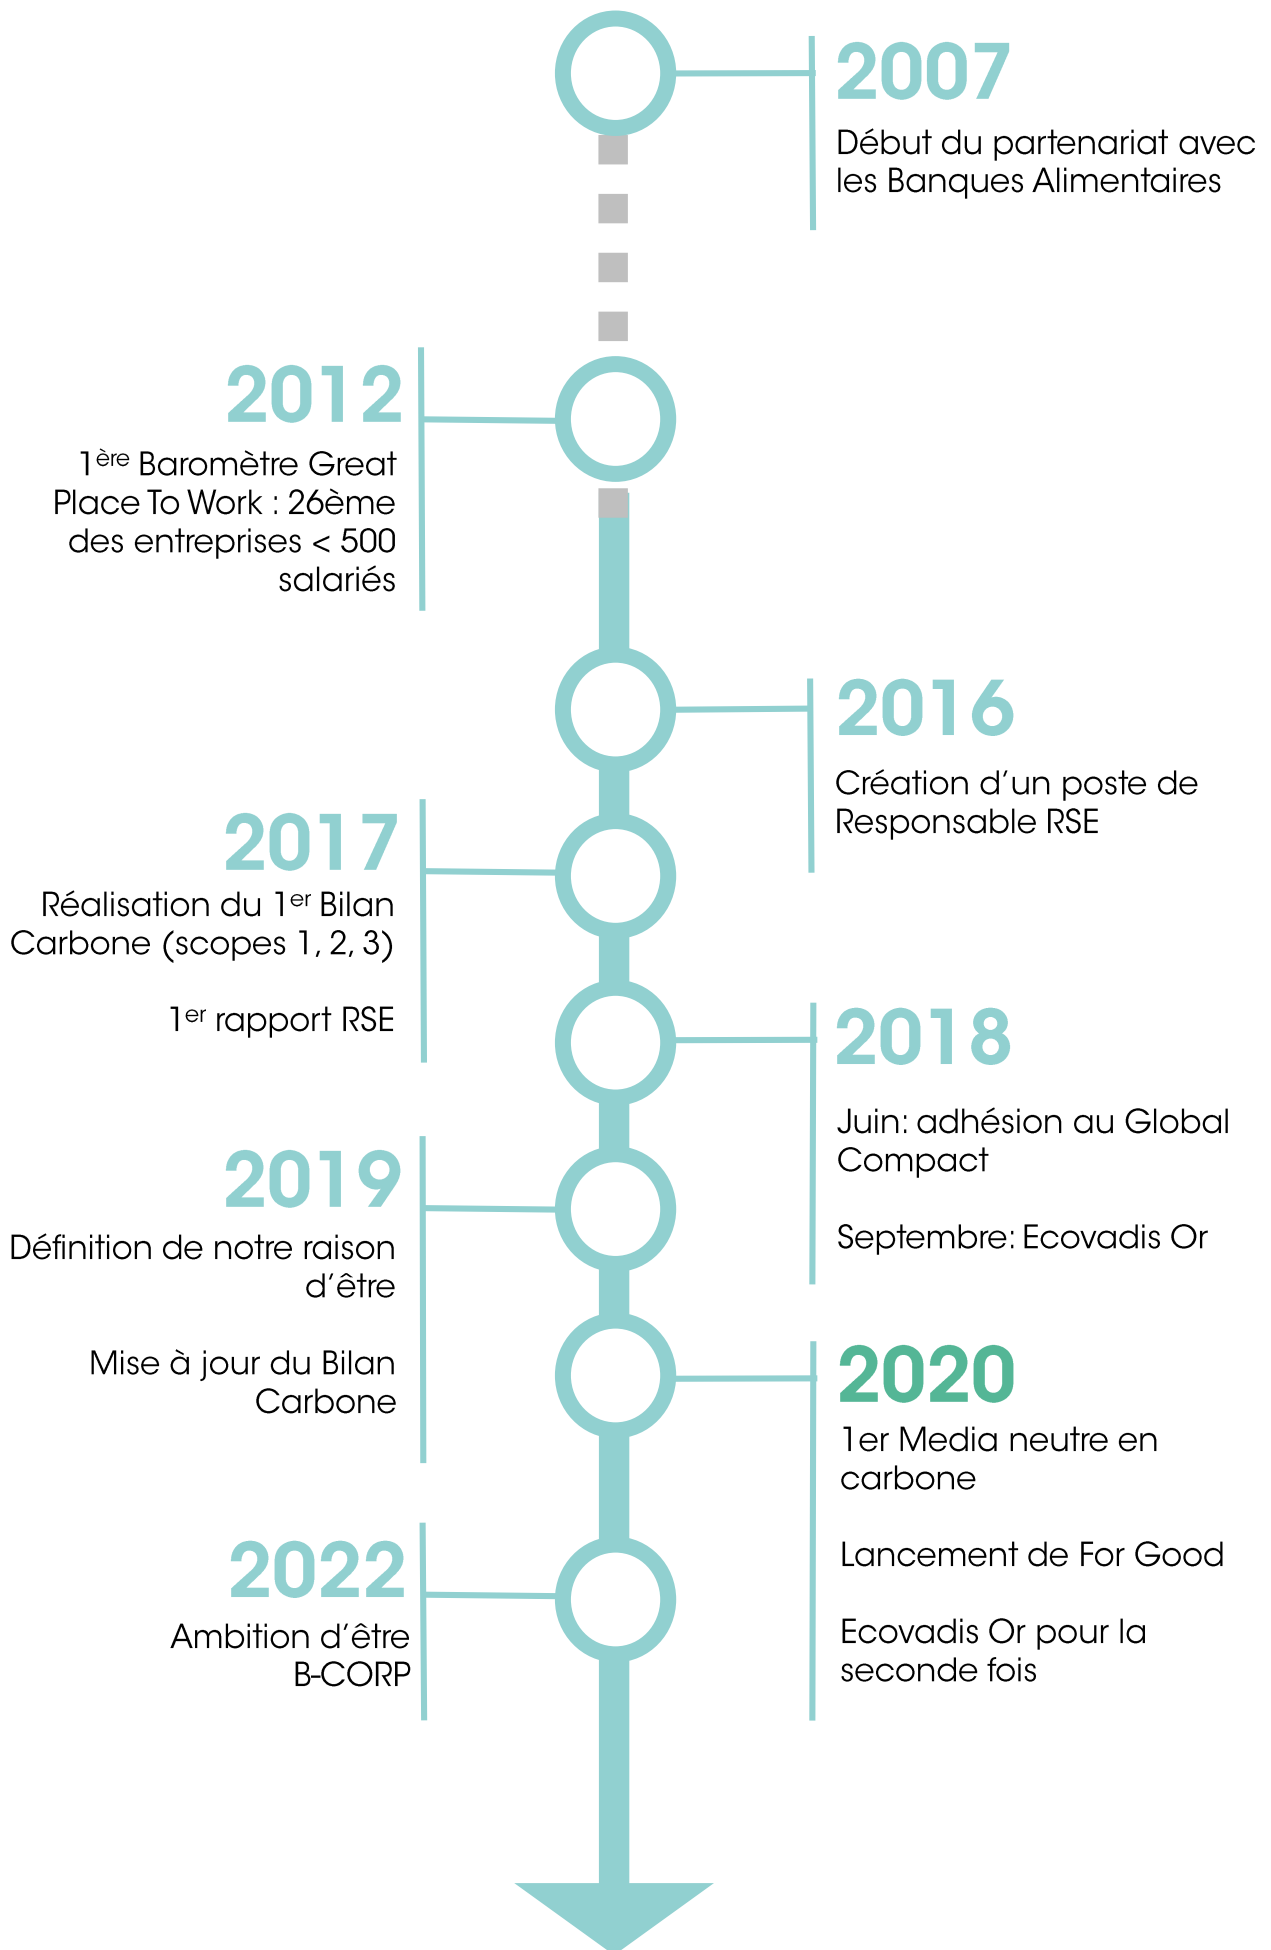 2007
Début du partenariat avec
les Banques Alimentaires
2012
1ère Baromètre Great
Place To Work : 26ème
des entreprises < 500
salariés
2016
Création d’un poste de
Responsable RSE
2017
Réalisation du 1er Bilan
Carbone (scopes 1, 2, 3)
1er rapport RSE
2018
Juin: adhésion au Global
Compact
Septembre: Ecovadis Or
2019
Définition de notre raison
d’être
Mise à jour du Bilan
Carbone
2020
1er Media neutre en
carbone
Lancement de For Good
Ecovadis Or pour la
seconde fois
2022
Ambition d’être
B-CORP